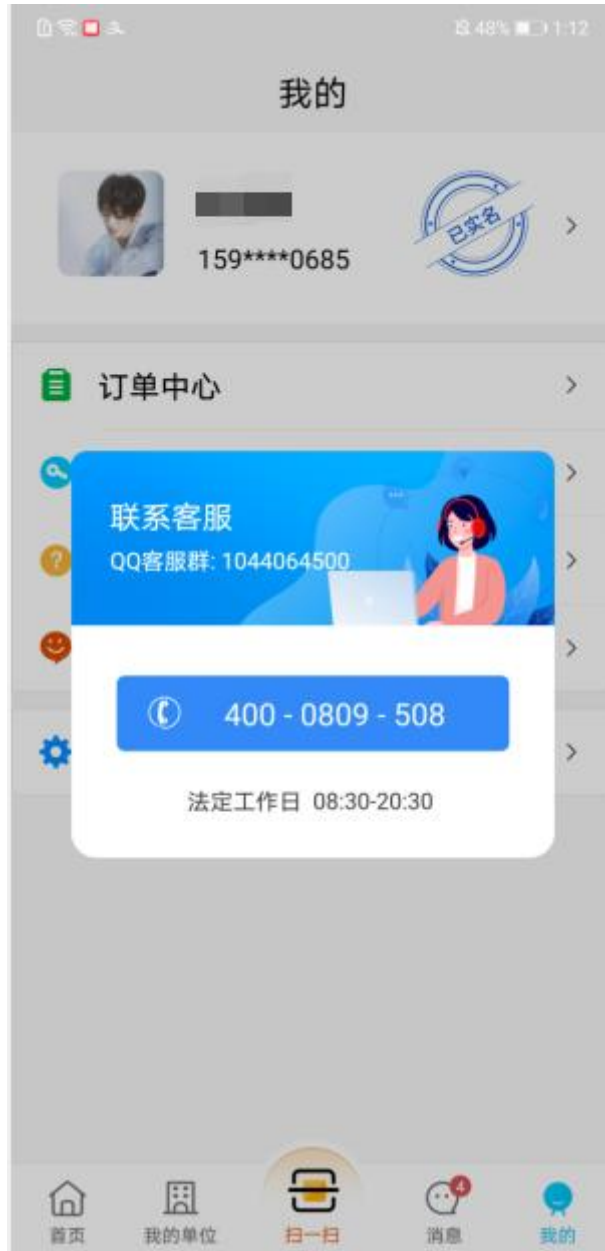 48% 1:12
我的
159****0685
已实名
订单中心
联系客服
QQ客服群: 1044064500
400 - 0809 - 508
法定工作日 08:30-20:30
4
首页
我的单位
扫一扫
消息
我的